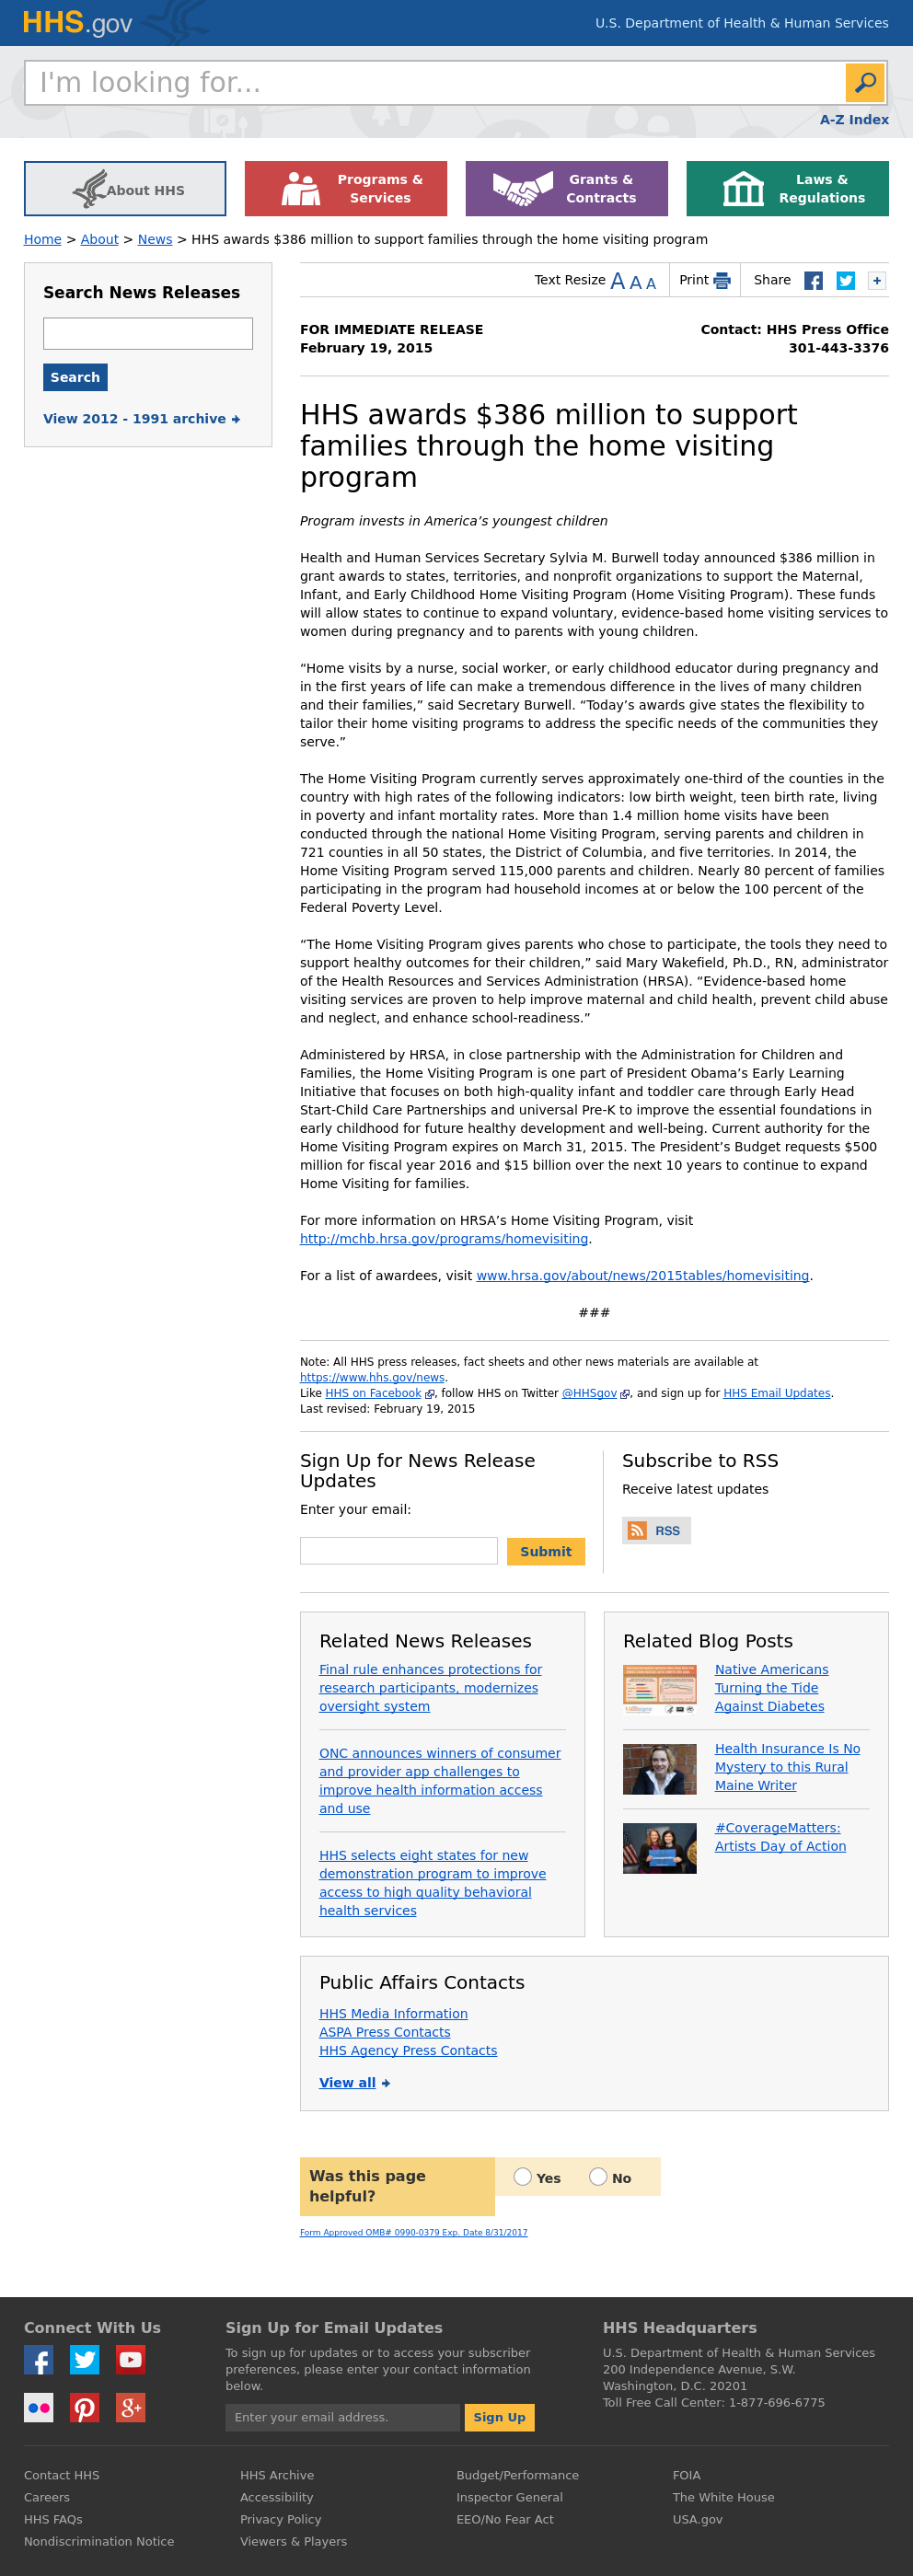 HHS.gov
U.S. Department of Health & Human Services
I'm looking for...
A-Z Index
About HHS
Programs &
Services
Grants &
Contracts
Laws &
Regulations
Home > About > News > HHS awards $386 million to support families through the home visiting program
Search News Releases
Search
View 2012 - 1991 archive
Text Resize A A A
Print
Share
FOR IMMEDIATE RELEASE
February 19, 2015
Contact: HHS Press Office
301-443-3376
HHS awards $386 million to support
families through the home visiting
program
Program invests in America’s youngest children
Health and Human Services Secretary Sylvia M. Burwell today announced $386 million in
grant awards to states, territories, and nonprofit organizations to support the Maternal,
Infant, and Early Childhood Home Visiting Program (Home Visiting Program). These funds
will allow states to continue to expand voluntary, evidence-based home visiting services to
women during pregnancy and to parents with young children.
“Home visits by a nurse, social worker, or early childhood educator during pregnancy and
in the first years of life can make a tremendous difference in the lives of many children
and their families,” said Secretary Burwell. “Today’s awards give states the flexibility to
tailor their home visiting programs to address the specific needs of the communities they
serve.”
The Home Visiting Program currently serves approximately one-third of the counties in the
country with high rates of the following indicators: low birth weight, teen birth rate, living
in poverty and infant mortality rates. More than 1.4 million home visits have been
conducted through the national Home Visiting Program, serving parents and children in
721 counties in all 50 states, the District of Columbia, and five territories. In 2014, the
Home Visiting Program served 115,000 parents and children. Nearly 80 percent of families
participating in the program had household incomes at or below the 100 percent of the
Federal Poverty Level.
“The Home Visiting Program gives parents who chose to participate, the tools they need to
support healthy outcomes for their children,” said Mary Wakefield, Ph.D., RN, administrator
of the Health Resources and Services Administration (HRSA). “Evidence-based home
visiting services are proven to help improve maternal and child health, prevent child abuse
and neglect, and enhance school-readiness.”
Administered by HRSA, in close partnership with the Administration for Children and
Families, the Home Visiting Program is one part of President Obama’s Early Learning
Initiative that focuses on both high-quality infant and toddler care through Early Head
Start-Child Care Partnerships and universal Pre-K to improve the essential foundations in
early childhood for future healthy development and well-being. Current authority for the
Home Visiting Program expires on March 31, 2015. The President’s Budget requests $500
million for fiscal year 2016 and $15 billion over the next 10 years to continue to expand
Home Visiting for families.
For more information on HRSA’s Home Visiting Program, visit
http://mchb.hrsa.gov/programs/homevisiting.
For a list of awardees, visit www.hrsa.gov/about/news/2015tables/homevisiting.
###
Note: All HHS press releases, fact sheets and other news materials are available at
https://www.hhs.gov/news.
Like HHS on Facebook, follow HHS on Twitter @HHSgov, and sign up for HHS Email Updates.
Last revised: February 19, 2015
Sign Up for News Release
Updates
Enter your email:
Submit
Subscribe to RSS
Receive latest updates
RSS
Related News Releases
Final rule enhances protections for
research participants, modernizes
oversight system
ONC announces winners of consumer
and provider app challenges to
improve health information access
and use
HHS selects eight states for new
demonstration program to improve
access to high quality behavioral
health services
Related Blog Posts
Native Americans
Turning the Tide
Against Diabetes
Health Insurance Is No
Mystery to this Rural
Maine Writer
#CoverageMatters:
Artists Day of Action
Public Affairs Contacts
HHS Media Information
ASPA Press Contacts
HHS Agency Press Contacts
View all
Was this page
helpful?
Yes
No
Form Approved OMB# 0990-0379 Exp. Date 8/31/2017
Connect With Us
Sign Up for Email Updates
To sign up for updates or to access your subscriber
preferences, please enter your contact information
below.
Enter your email address.
Sign Up
HHS Headquarters
U.S. Department of Health & Human Services
200 Independence Avenue, S.W.
Washington, D.C. 20201
Toll Free Call Center: 1-877-696-6775
Contact HHS
Careers
HHS FAQs
Nondiscrimination Notice
HHS Archive
Accessibility
Privacy Policy
Viewers & Players
Budget/Performance
Inspector General
EEO/No Fear Act
FOIA
The White House
USA.gov